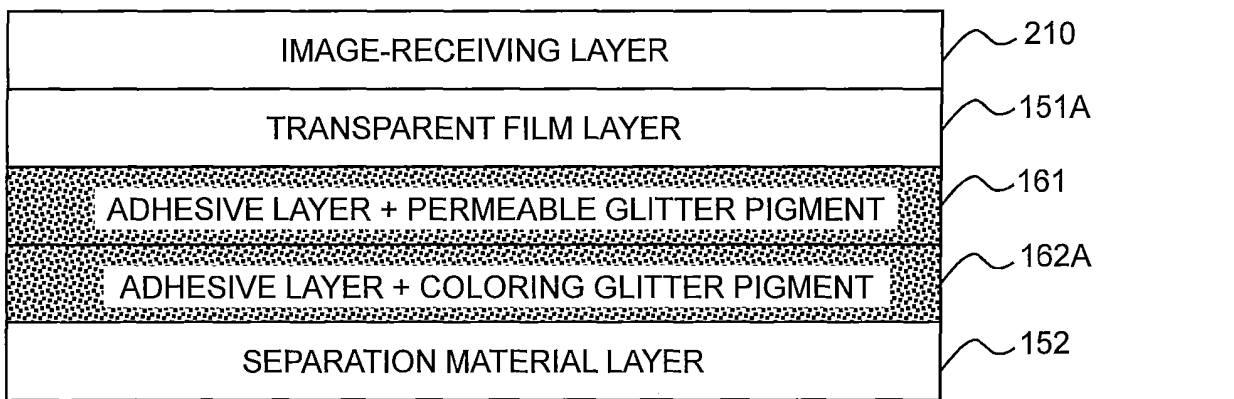 IMAGE-RECEIVING LAYER 210
TRANSPARENT FILM LAYER 151A
ADHESIVE LAYER + PERMEABLE GLITTER PIGMENT 161
ADHESIVE LAYER + COLORING GLITTER PIGMENT 162A
SEPARATION MATERIAL LAYER 152